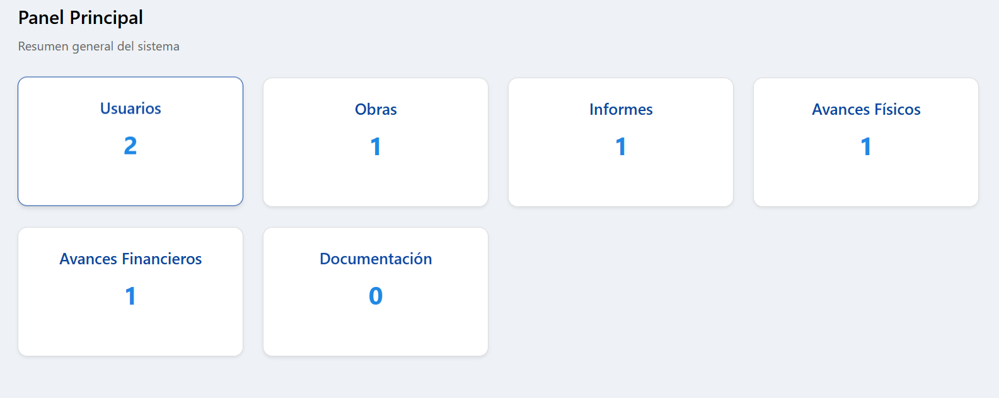 Panel Principal
Resumen general del sistema
Usuarios
2
Obras
1
Informes
1
Avances Físicos
1
Avances Financieros
1
Documentación
0